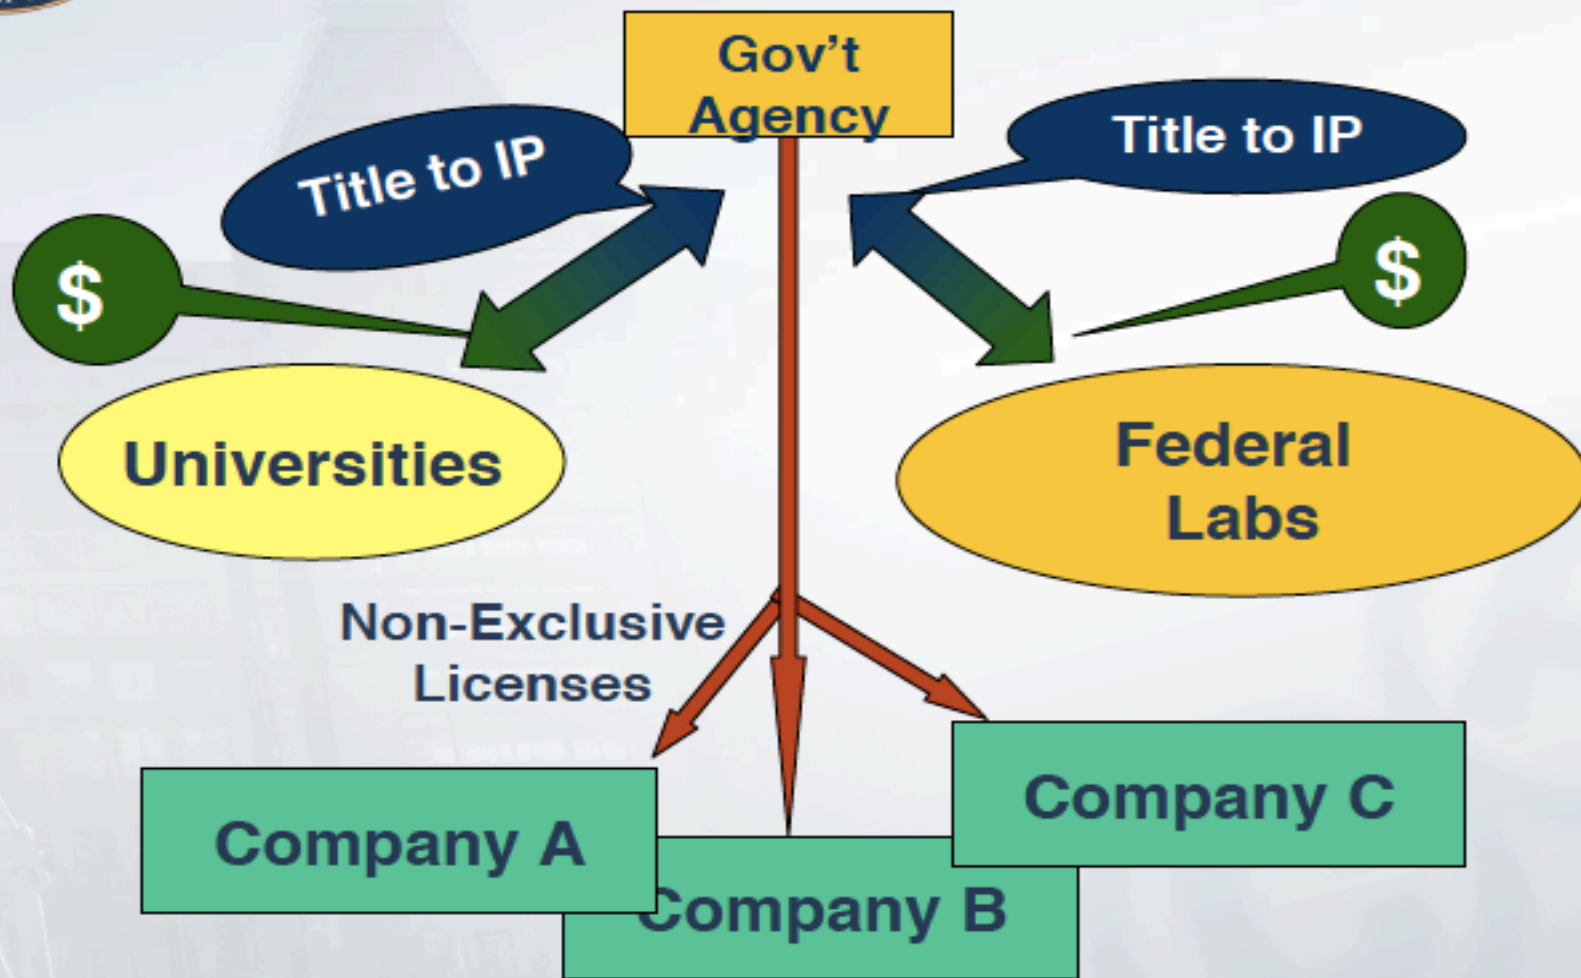 Gov't
Agency
Title to IP
Title to IP
$
$
Universities
Federal
Labs
Non-Exclusive
Licenses
Company A
Company C
Company B